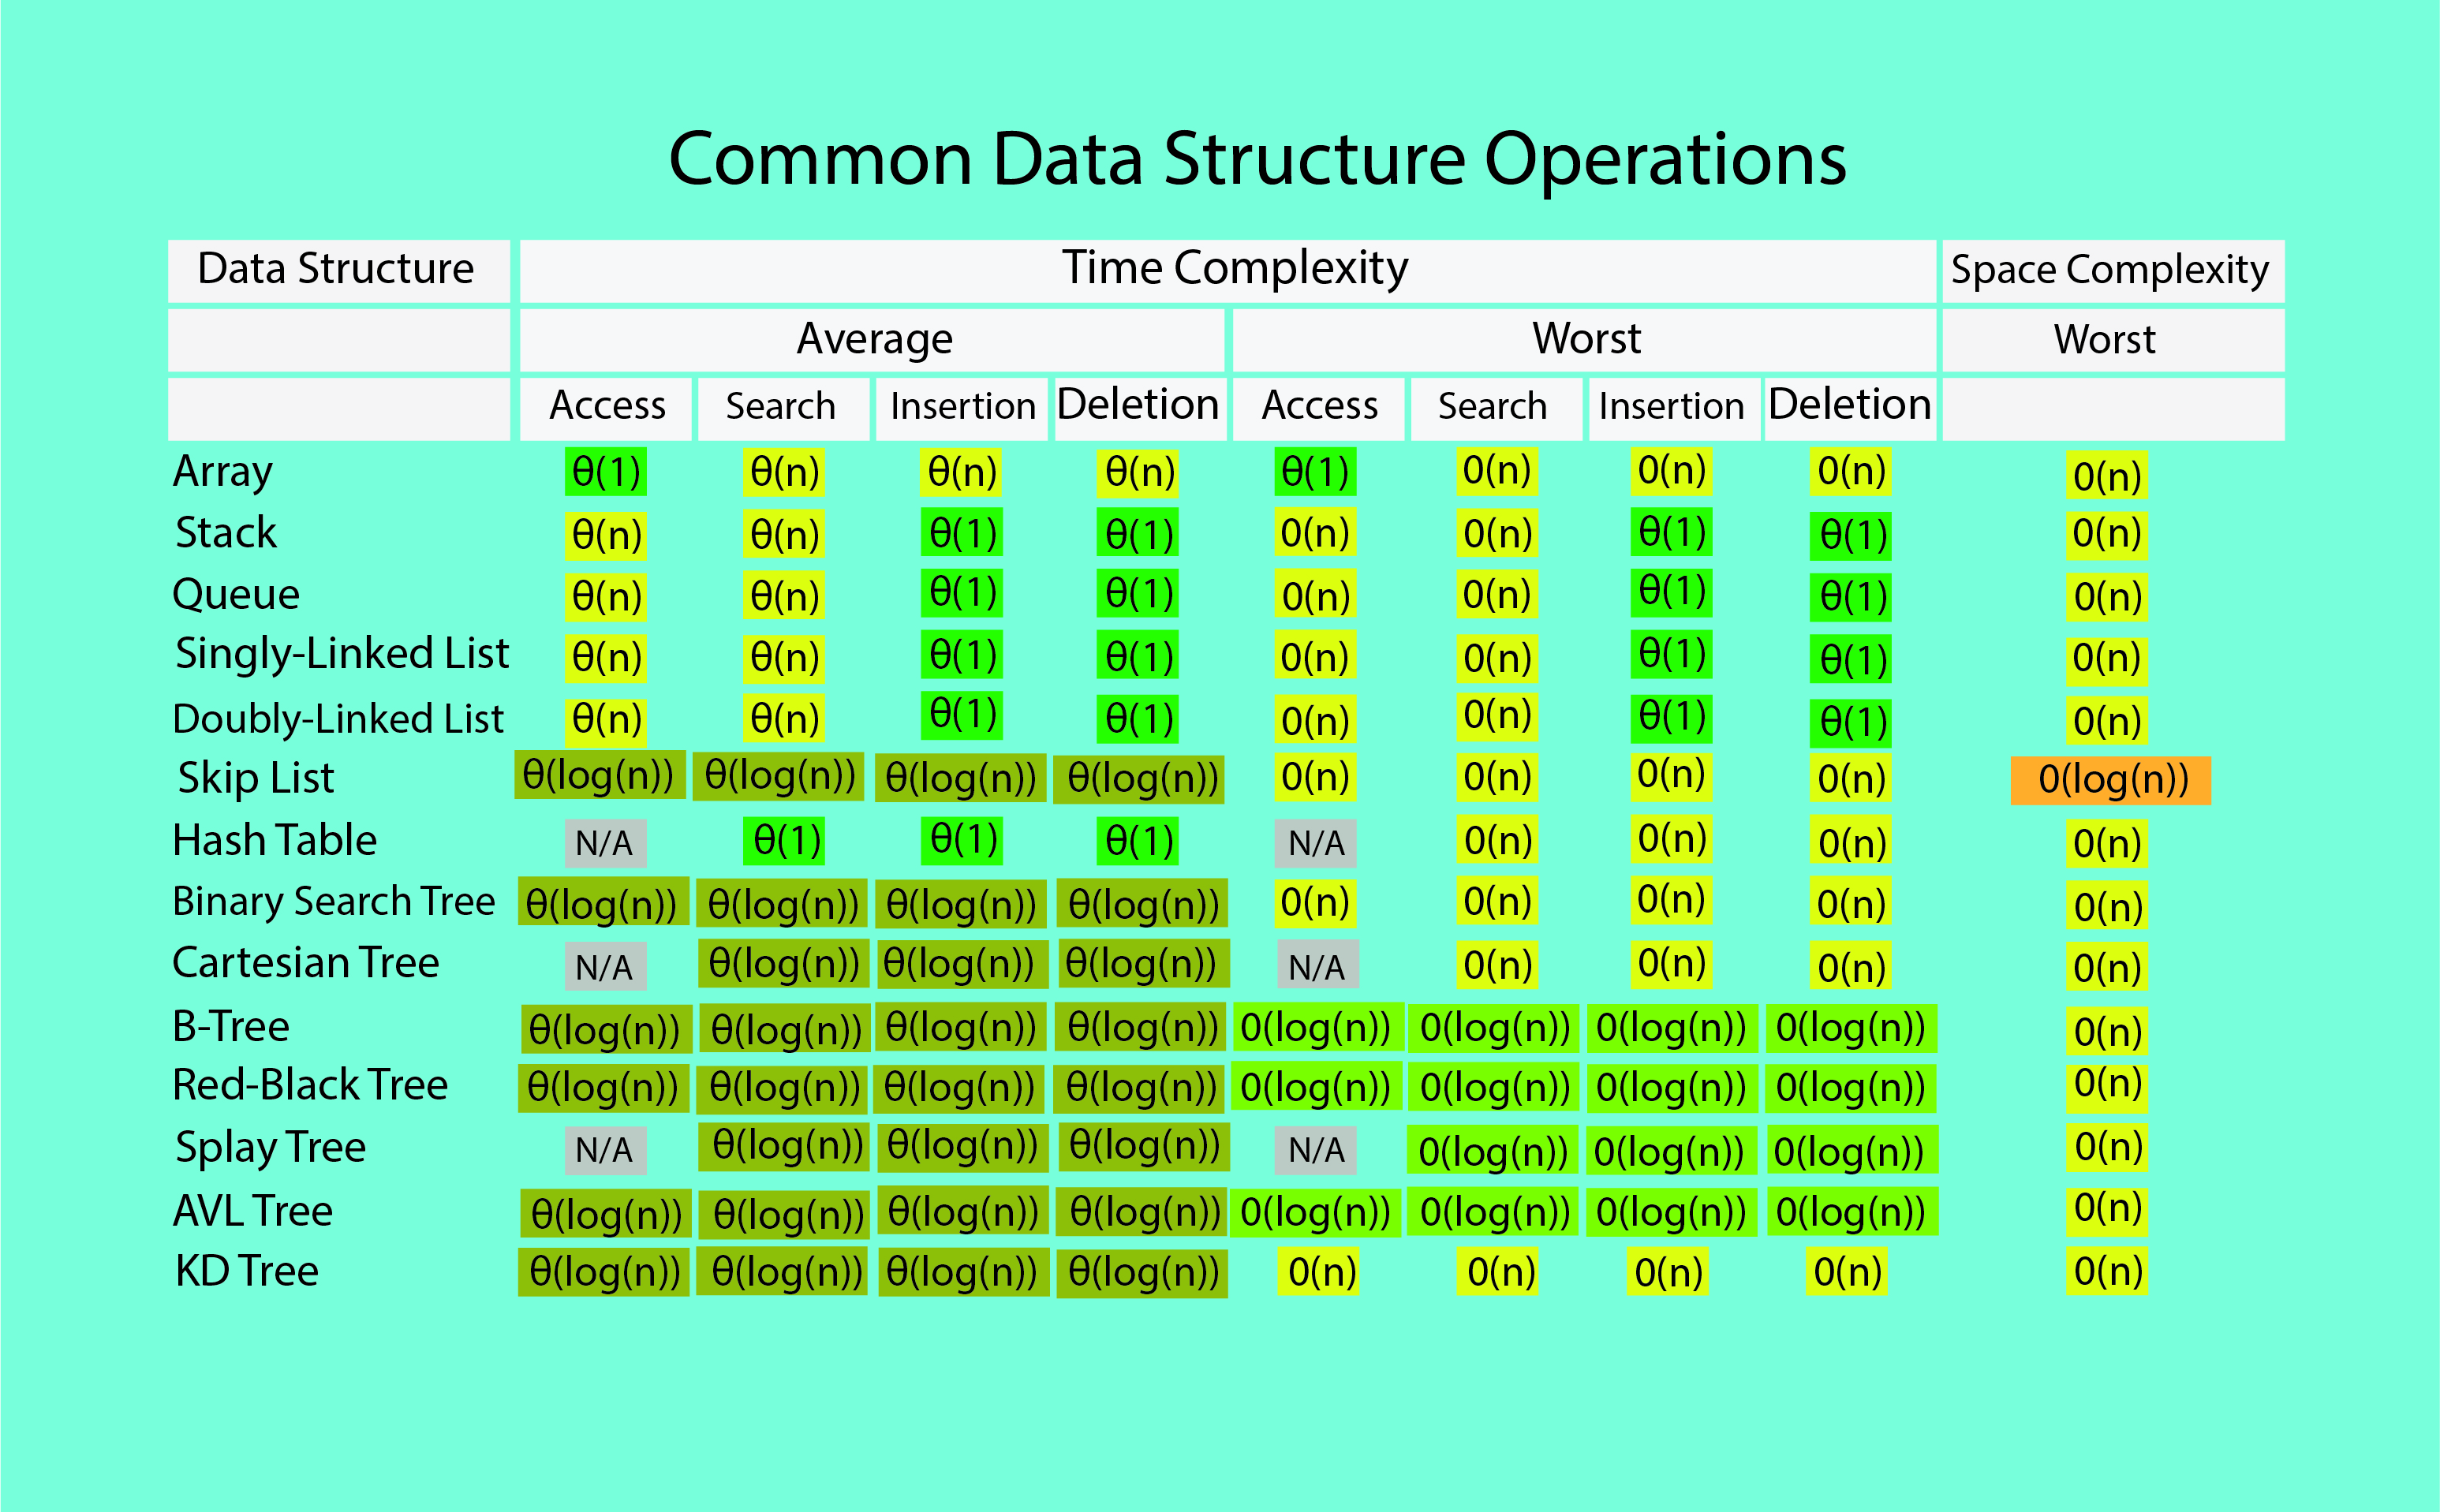 Common Data Structure Operations
Data Structure Time Complexity Space Complexity
Average Worst Worst
Access Search Insertion Deletion Access Search Insertion Deletion
Array θ(1) θ(n) θ(n) θ(n) θ(1) 0(n) 0(n) 0(n) 0(n)
Stack θ(n) θ(n) θ(1) θ(1) 0(n) 0(n) θ(1) θ(1) 0(n)
Queue θ(n) θ(n) θ(1) θ(1) 0(n) 0(n) θ(1) θ(1) 0(n)
Singly-Linked List θ(n) θ(n) θ(1) θ(1) 0(n) 0(n) θ(1) θ(1) 0(n)
Doubly-Linked List θ(n) θ(n) θ(1) θ(1) 0(n) 0(n) θ(1) θ(1) 0(n)
Skip List θ(log(n)) θ(log(n)) θ(log(n)) θ(log(n)) 0(n) 0(n) 0(n) 0(n) 0(log(n))
Hash Table N/A θ(1) θ(1) θ(1) N/A 0(n) 0(n) 0(n) 0(n)
Binary Search Tree θ(log(n)) θ(log(n)) θ(log(n)) θ(log(n)) 0(n) 0(n) 0(n) 0(n) 0(n)
Cartesian Tree N/A θ(log(n)) θ(log(n)) θ(log(n)) N/A 0(n) 0(n) 0(n) 0(n)
B-Tree θ(log(n)) θ(log(n)) θ(log(n)) θ(log(n)) 0(log(n)) 0(log(n)) 0(log(n)) 0(log(n)) 0(n)
Red-Black Tree θ(log(n)) θ(log(n)) θ(log(n)) θ(log(n)) 0(log(n)) 0(log(n)) 0(log(n)) 0(log(n)) 0(n)
Splay Tree N/A θ(log(n)) θ(log(n)) θ(log(n)) N/A 0(log(n)) 0(log(n)) 0(log(n)) 0(n)
AVL Tree θ(log(n)) θ(log(n)) θ(log(n)) θ(log(n)) 0(log(n)) 0(log(n)) 0(log(n)) 0(log(n)) 0(n)
KD Tree θ(log(n)) θ(log(n)) θ(log(n)) θ(log(n)) 0(n) 0(n) 0(n) 0(n) 0(n)